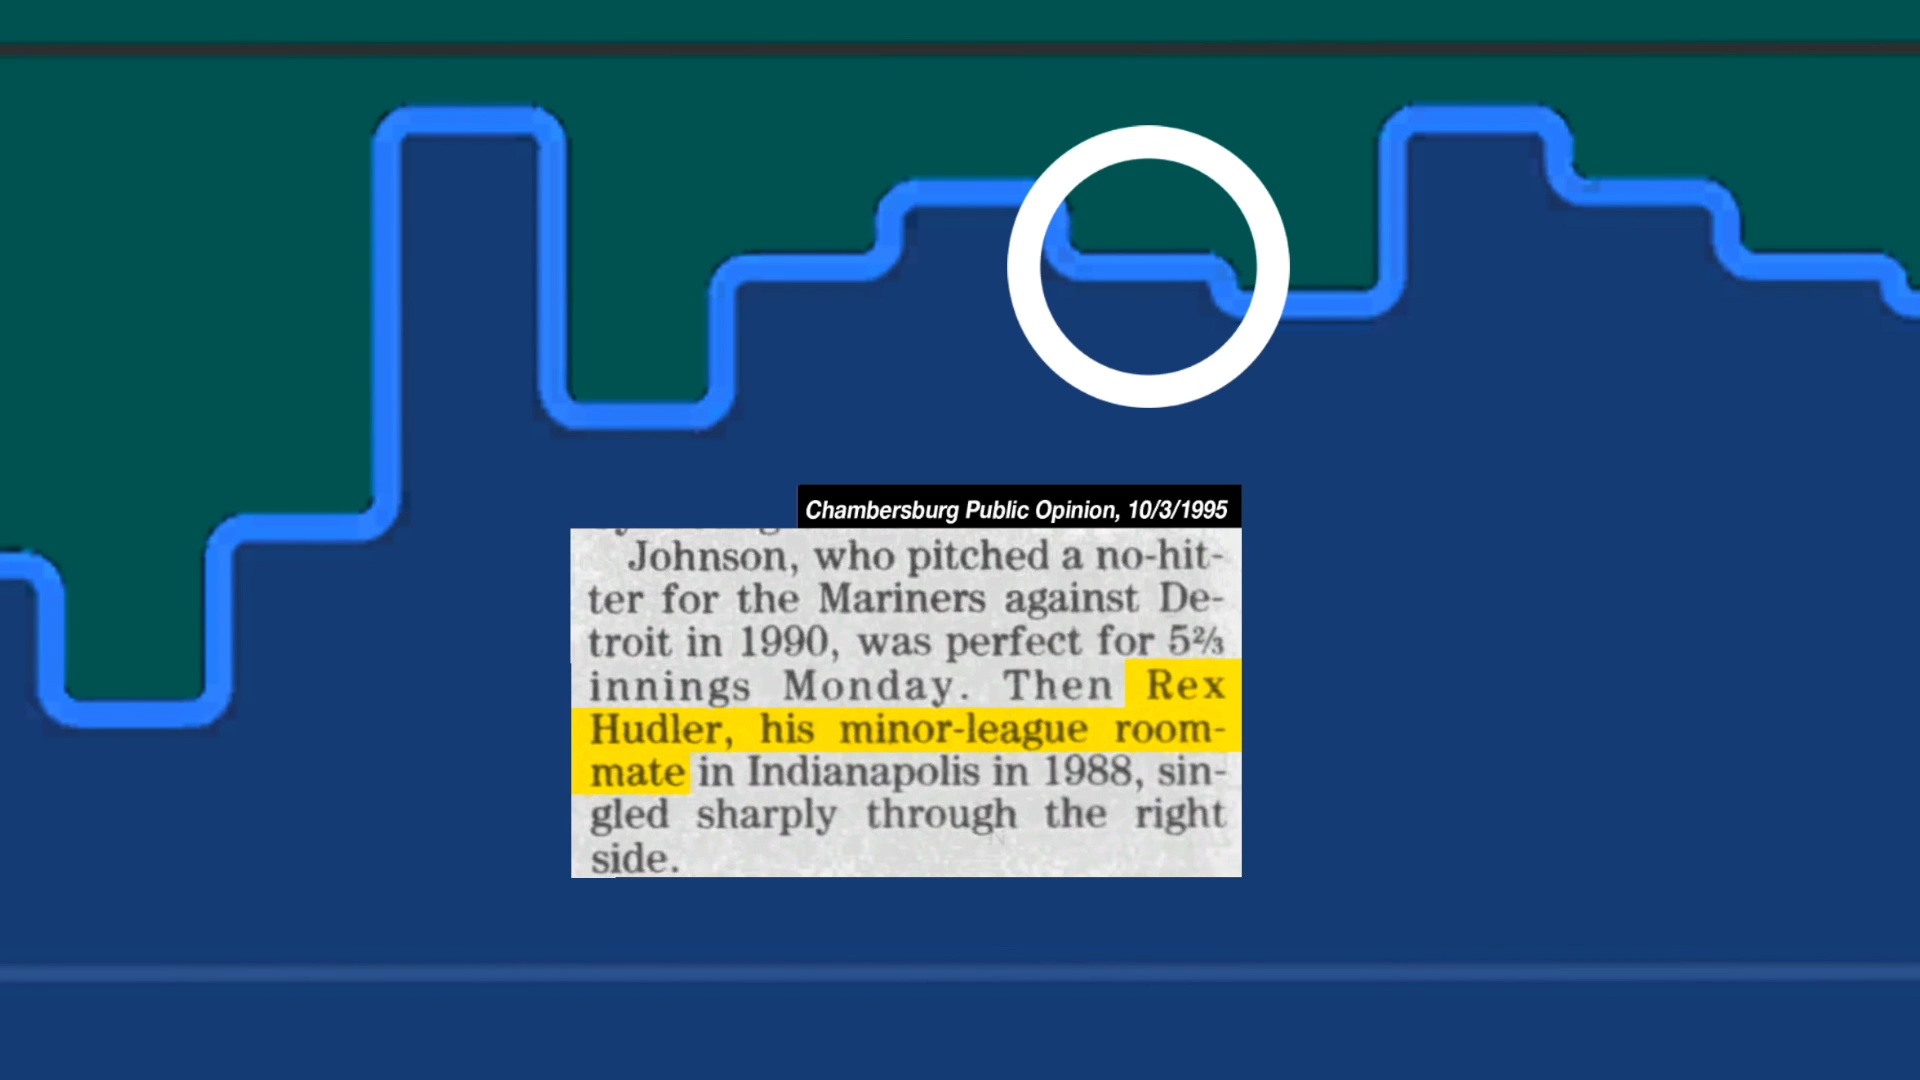 Chambersburg Public Opinion, 10/3/1995
Johnson, who pitched a no-hit-
ter for the Mariners against De-
troit in 1990, was perfect for 5⅔
innings Monday. Then Rex
Hudler, his minor-league room-
mate in Indianapolis in 1988, sin-
gled sharply through the right
side.